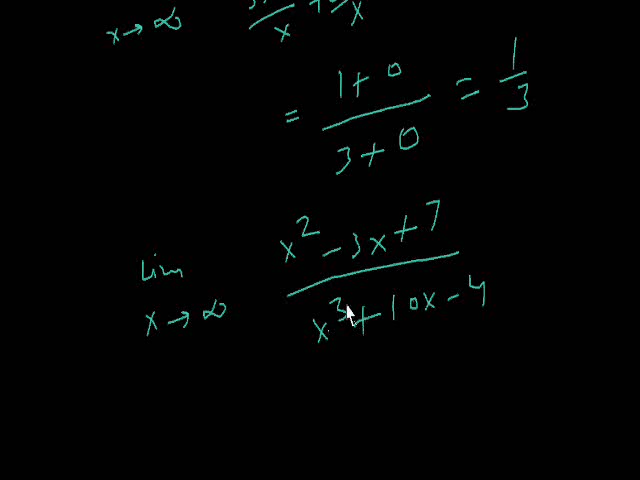 x → ∞ x x
= 1 + 0 / 3 + 0 = 1/3
lim x → ∞ x² - 3x + 7 / x³ + 10x - 4